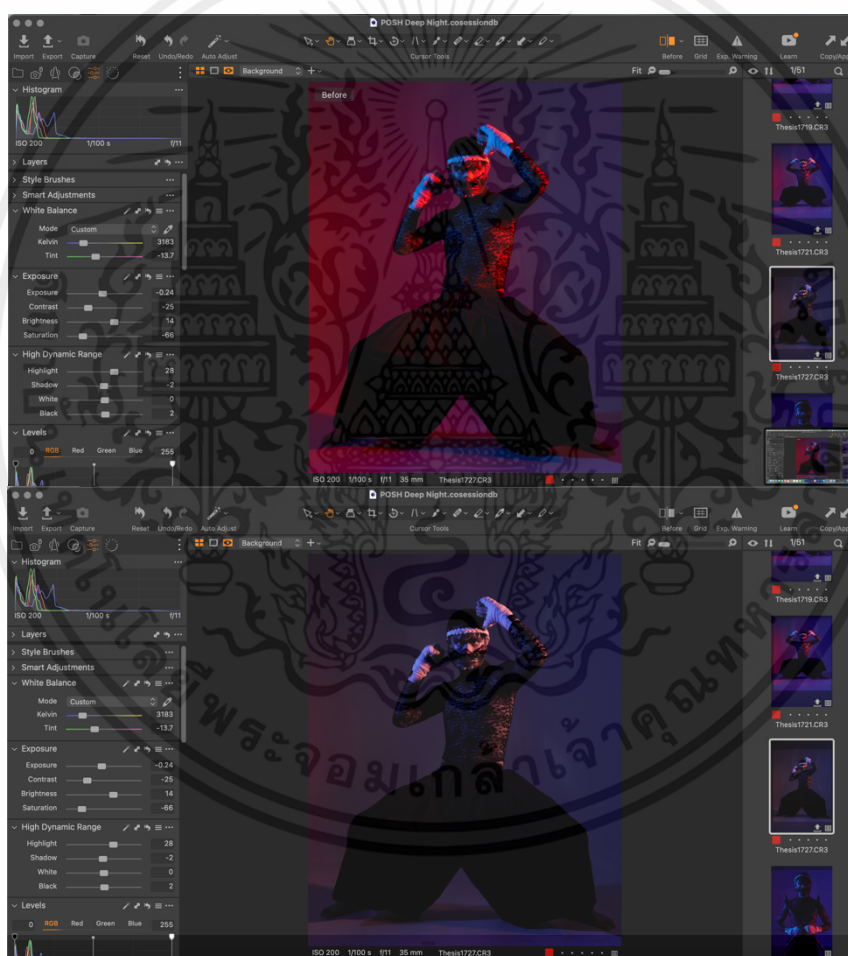 POSH Deep Night.cosessiondb
Import Export Capture Reset Undo/Redo Auto Adjust Cursor Tools Before Grid Exp. Warning Learn
Background Fit 1/51
Histogram
Before
ISO 200 1/100 s f/11
Thesis1719.CR3
Layers
Style Brushes
Smart Adjustments
White Balance
Mode Custom
Kelvin 3183
Tint -13.7
Thesis1721.CR3
Exposure
Exposure -0.24
Contrast -25
Brightness 14
Saturation -66
High Dynamic Range
Highlight 28
Shadow -2
White 0
Black 2
Thesis1727.CR3
Levels
0 RGB Red Green Blue 255
ISO 200 1/100 s f/11 35 mm Thesis1727.CR3
POSH Deep Night.cosessiondb
Import Export Capture Reset Undo/Redo Auto Adjust Cursor Tools Before Grid Exp. Warning Learn
Background Fit 1/51
Histogram
ISO 200 1/100 s f/11
Thesis1719.CR3
Layers
Style Brushes
Smart Adjustments
White Balance
Mode Custom
Kelvin 3183
Tint -13.7
Thesis1721.CR3
Exposure
Exposure -0.24
Contrast -25
Brightness 14
Saturation -66
High Dynamic Range
Highlight 28
Shadow -2
White 0
Black 2
Thesis1727.CR3
Levels
0 RGB Red Green Blue 255
ISO 200 1/100 s f/11 35 mm Thesis1727.CR3